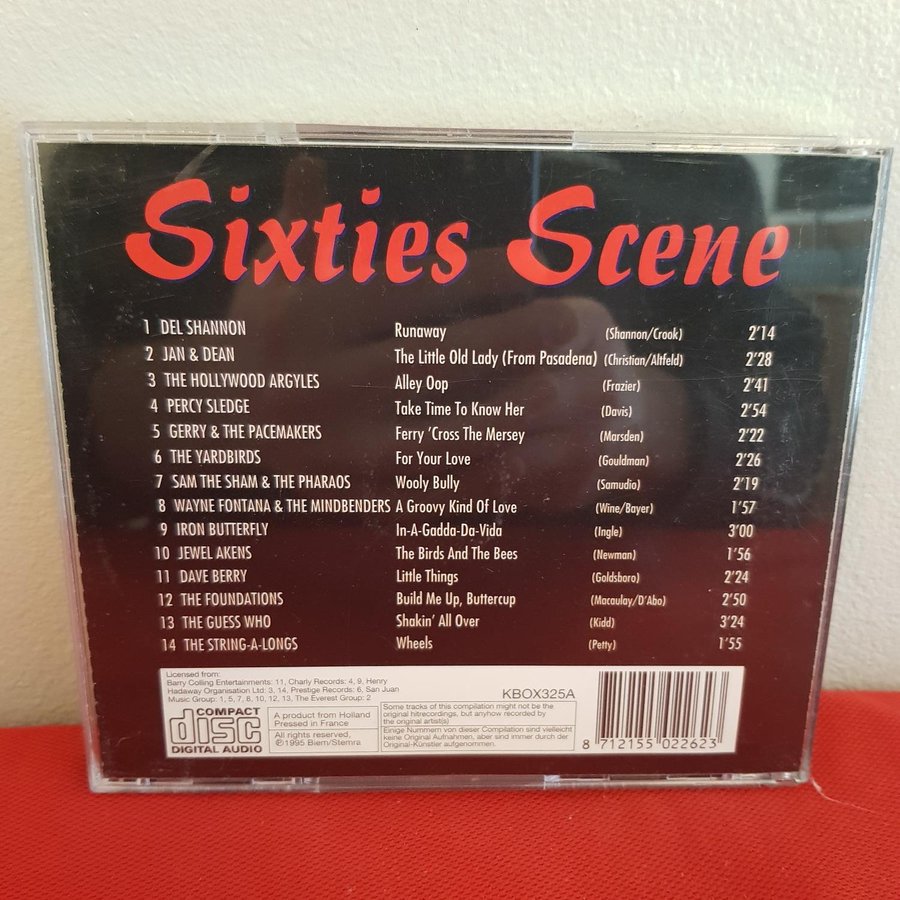 Sixties Scene
1 DEL SHANNON Runaway (Shannon/Crook) 2'14
2 JAN & DEAN The Little Old Lady (From Pasadena) (Christian/Altfeld) 2'28
3 THE HOLLYWOOD ARGYLES Alley Oop (Frazier) 2'41
4 PERCY SLEDGE Take Time To Know Her (Davis) 2'54
5 GERRY & THE PACEMAKERS Ferry 'Cross The Mersey (Marsden) 2'22
6 THE YARDBIRDS For Your Love (Gouldman) 2'26
7 SAM THE SHAM & THE PHARAOS Wooly Bully (Samudio) 2'19
8 WAYNE FONTANA & THE MINDBENDERS A Groovy Kind Of Love (Wine/Bayer) 1'57
9 IRON BUTTERFLY In-A-Gadda-Da-Vida (Ingle) 3'00
10 JEWEL AKENS The Birds And The Bees (Newman) 1'56
11 DAVE BERRY Little Things (Goldsboro) 2'24
12 THE FOUNDATIONS Build Me Up, Buttercup (Macaulay/D'Abo) 2'50
13 THE GUESS WHO Shakin' All Over (Kidd) 3'24
14 THE STRING-A-LONGS Wheels (Petty) 1'55
Licensed from:
Barry Colling Entertainments: 11, Charly Records: 4, 9, Henry
Hadaway Organisation Ltd: 3, 14, Prestige Records: 6, San Juan
Music Group: 1, 5, 7, 8, 10, 12, 13, The Everest Group: 2
KBOX325A
COMPACT
disc
DIGITAL AUDIO
A product from Holland
Pressed in France
All rights reserved,
℗1995 Biem/Stemra
Some tracks of this compilation might not be the
original hitrecordings, but anyhow recorded by
the original artist(s)
Einige Nummern von dieser Compilation sind vielleicht
keine Original Aufnahmen, aber sind immer durch der
Original-Künstler aufgenommen.
8 712155 022623